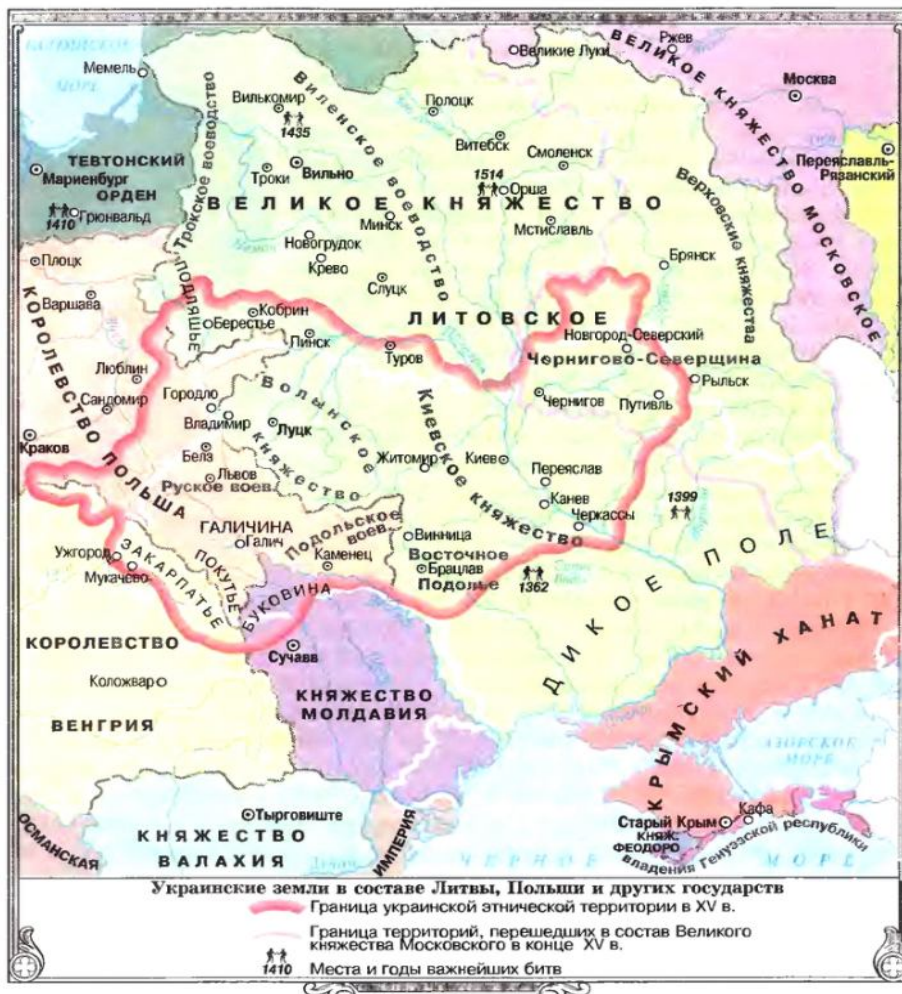 БАЛТИЙСКОЕ
МОРЕ
Мемель
Вилькомир
1435
Виленское воеводство
Полоцк
Великие Луки
Ржев
ВЕЛИКОЕ КНЯЖЕСТВО МОСКОВСКОЕ
Москва
Переяславль-
Рязанский
ТЕВТОНСКИЙ
Мариенбург
ОРДЕН
1410
Грюнвальд
Трокское воеводство
Троки
Вильно
Витебск
Смоленск
1514
Орша
ВЕЛИКОЕ КНЯЖЕСТВО
Минск
Мстиславль
Верховские княжества
Новогрудок
Крево
Слуцк
Брянск
Плоцк
ПОДЛЯШЬЕ
КОРОЛЕВСТВО
Варшава
Кобрин
Берестье
ЛИТОВСКОЕ
Пинск
Туров
Новгород-Северский
Чернигово-Северщина
Люблин
Городло
Волынское
княжество
Рыльск
Сандомир
Владимир
Луцк
Киевское княжество
Чернигов
Путивль
Краков
Белз
Житомир
Киев
Львов
Переяслав
ПОЛЬША
Руское воев.
Канев
1399
ГАЛИЧИНА
Подольское
воев.
Черкассы
Галич
Винница
Ужгород
ЗАКАРПАТЬЕ
ПОКУТЬЕ
Каменец
Восточное
Брацлав
Подолье
1362
Мукачево
БУКОВИНА
ДИКОЕ ПОЛЕ
КОРОЛЕВСТВО
Сучавв
Коложвар
КНЯЖЕСТВО
МОЛДАВИЯ
ВЕНГРИЯ
КРЫМСКИЙ ХАНАТ
АЗОВСКОЕ
МОРЕ
Тырговиште
Старый Крым
Кафа
КНЯЖ.
ФЕОДОРО
владения Генуэзской республики
ОСМАНСКАЯ
ИМПЕРИЯ
КНЯЖЕСТВО
ВАЛАХИЯ
Дунай
ЧЕРНОЕ МОРЕ
Украинские земли в составе Литвы, Польши и других государств
Граница украинской этнической территории в XV в.
Граница территорий, перешедших в состав Великого
княжества Московского в конце XV в.
1410 Места и годы важнейших битв